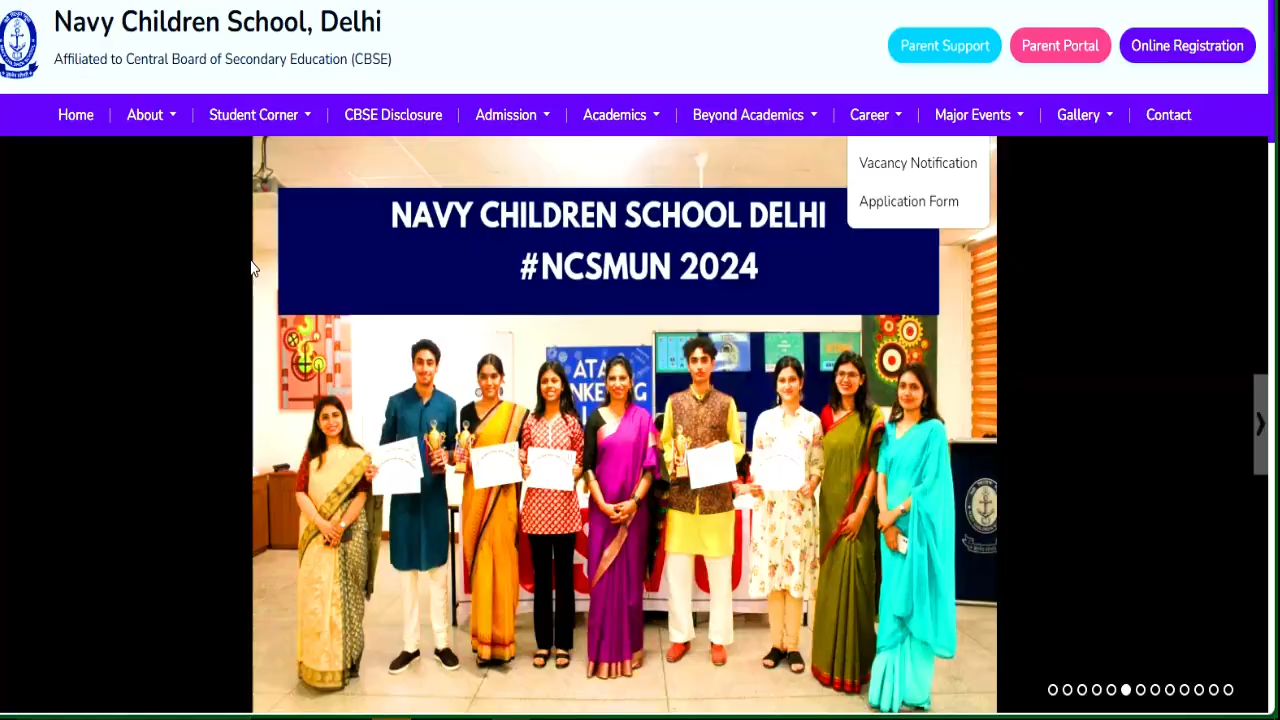 Navy Children School, Delhi
Affiliated to Central Board of Secondary Education (CBSE)
Parent Support
Parent Portal
Online Registration
Home
About
Student Corner
CBSE Disclosure
Admission
Academics
Beyond Academics
Career
Major Events
Gallery
Contact
Vacancy Notification
Application Form
NAVY CHILDREN SCHOOL DELHI
#NCSMUN 2024